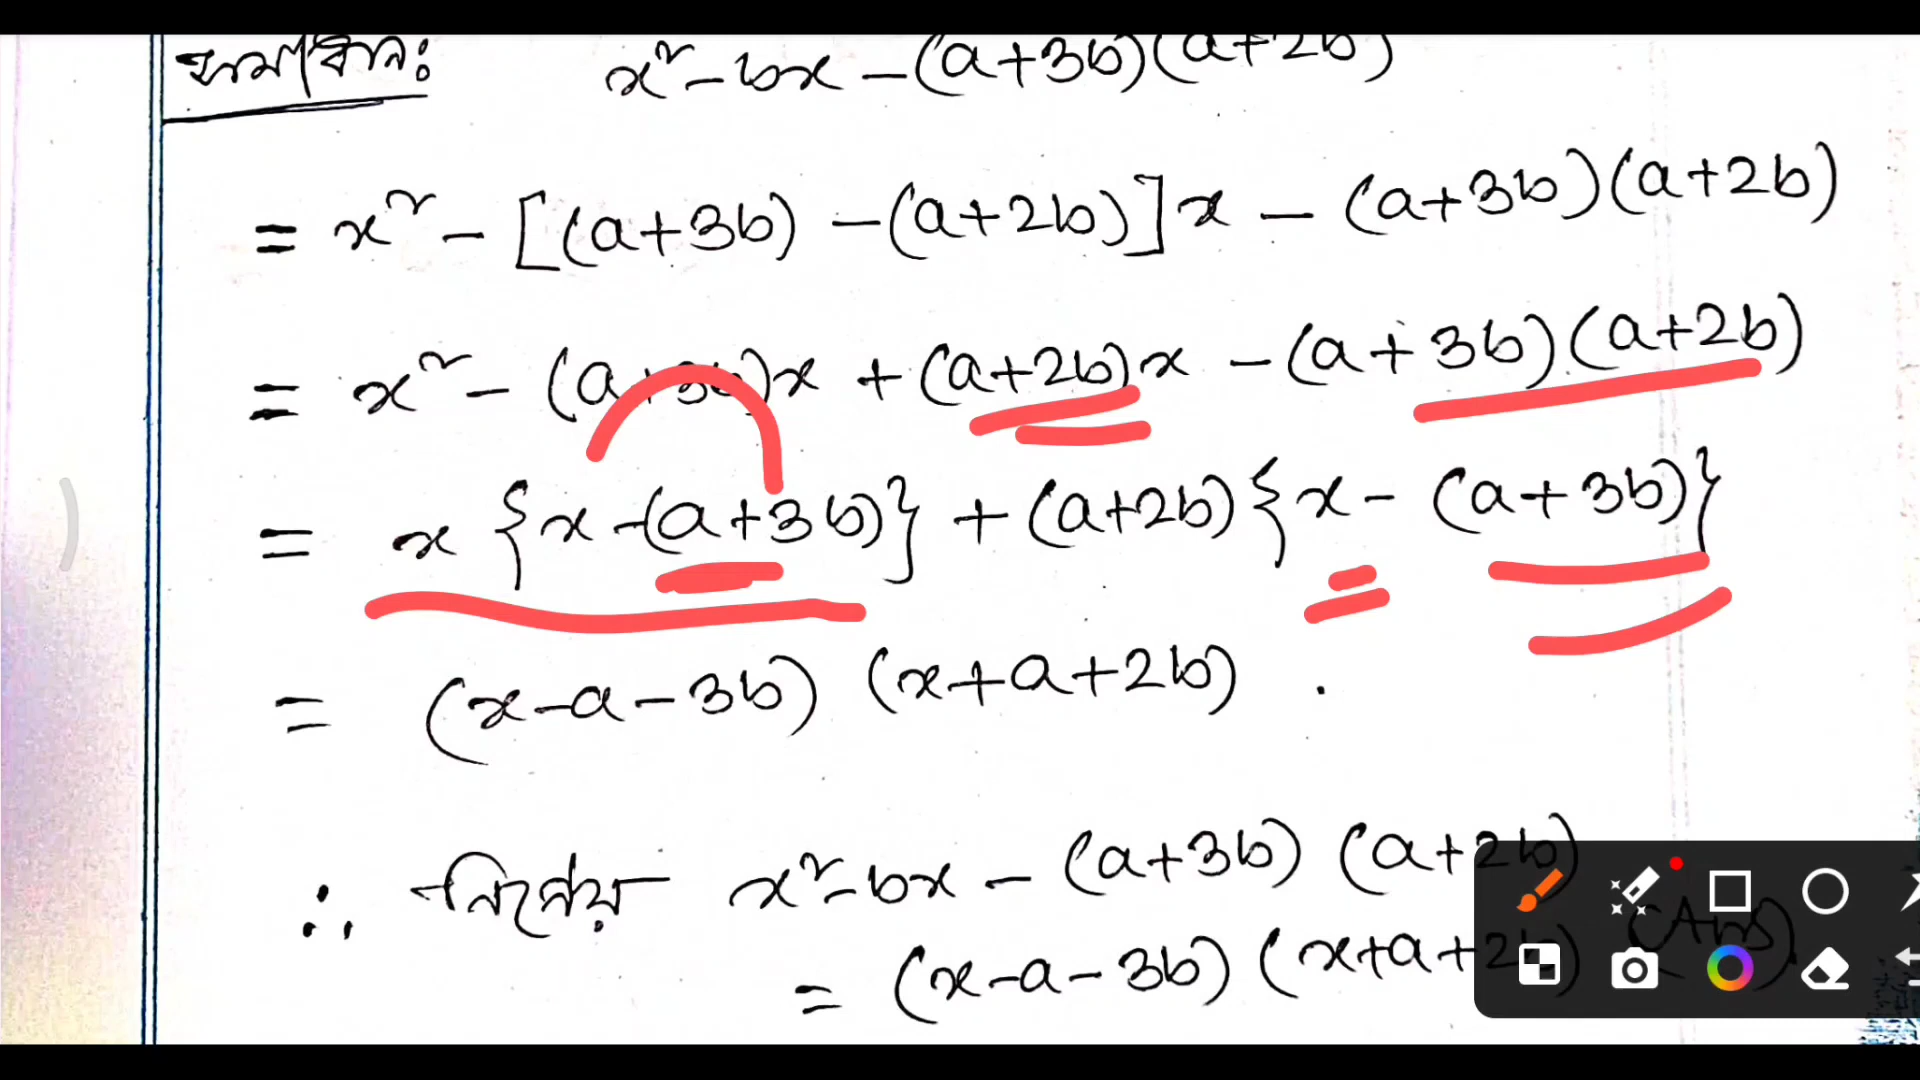 সমাধান: x² - bx - (a+3b)(a+2b)
= x² - [(a+3b) - (a+2b)]x - (a+3b)(a+2b)
= x² - (a+3b)x + (a+2b)x - (a+3b)(a+2b)
= x {x - (a+3b)} + (a+2b) {x - (a+3b)}
= (x-a-3b) (x+a+2b) .
∴ নির্ণেয় x² - bx - (a+3b) (a+2b)
= (x-a-3b) (x+a+2b) (Ans)